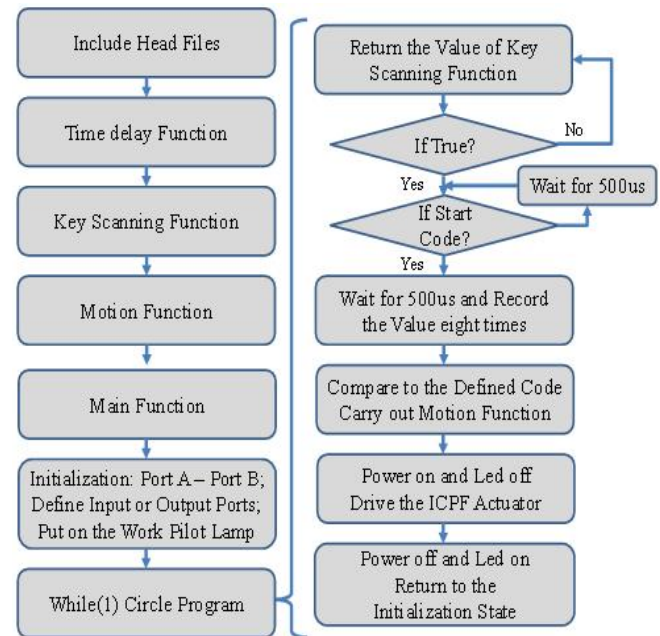 Include Head Files
Time delay Function
Key Scanning Function
Motion Function
Main Function
Initialization: Port A – Port B;
Define Input or Output Ports;
Put on the Work Pilot Lamp
While(1) Circle Program
Return the Value of Key
Scanning Function
If True?
No
Yes
Wait for 500us
If Start
Code?
Yes
Wait for 500us and Record
the Value eight times
Compare to the Defined Code
Carry out Motion Function
Power on and Led off
Drive the ICPF Actuator
Power off and Led on
Return to the
Initialization State